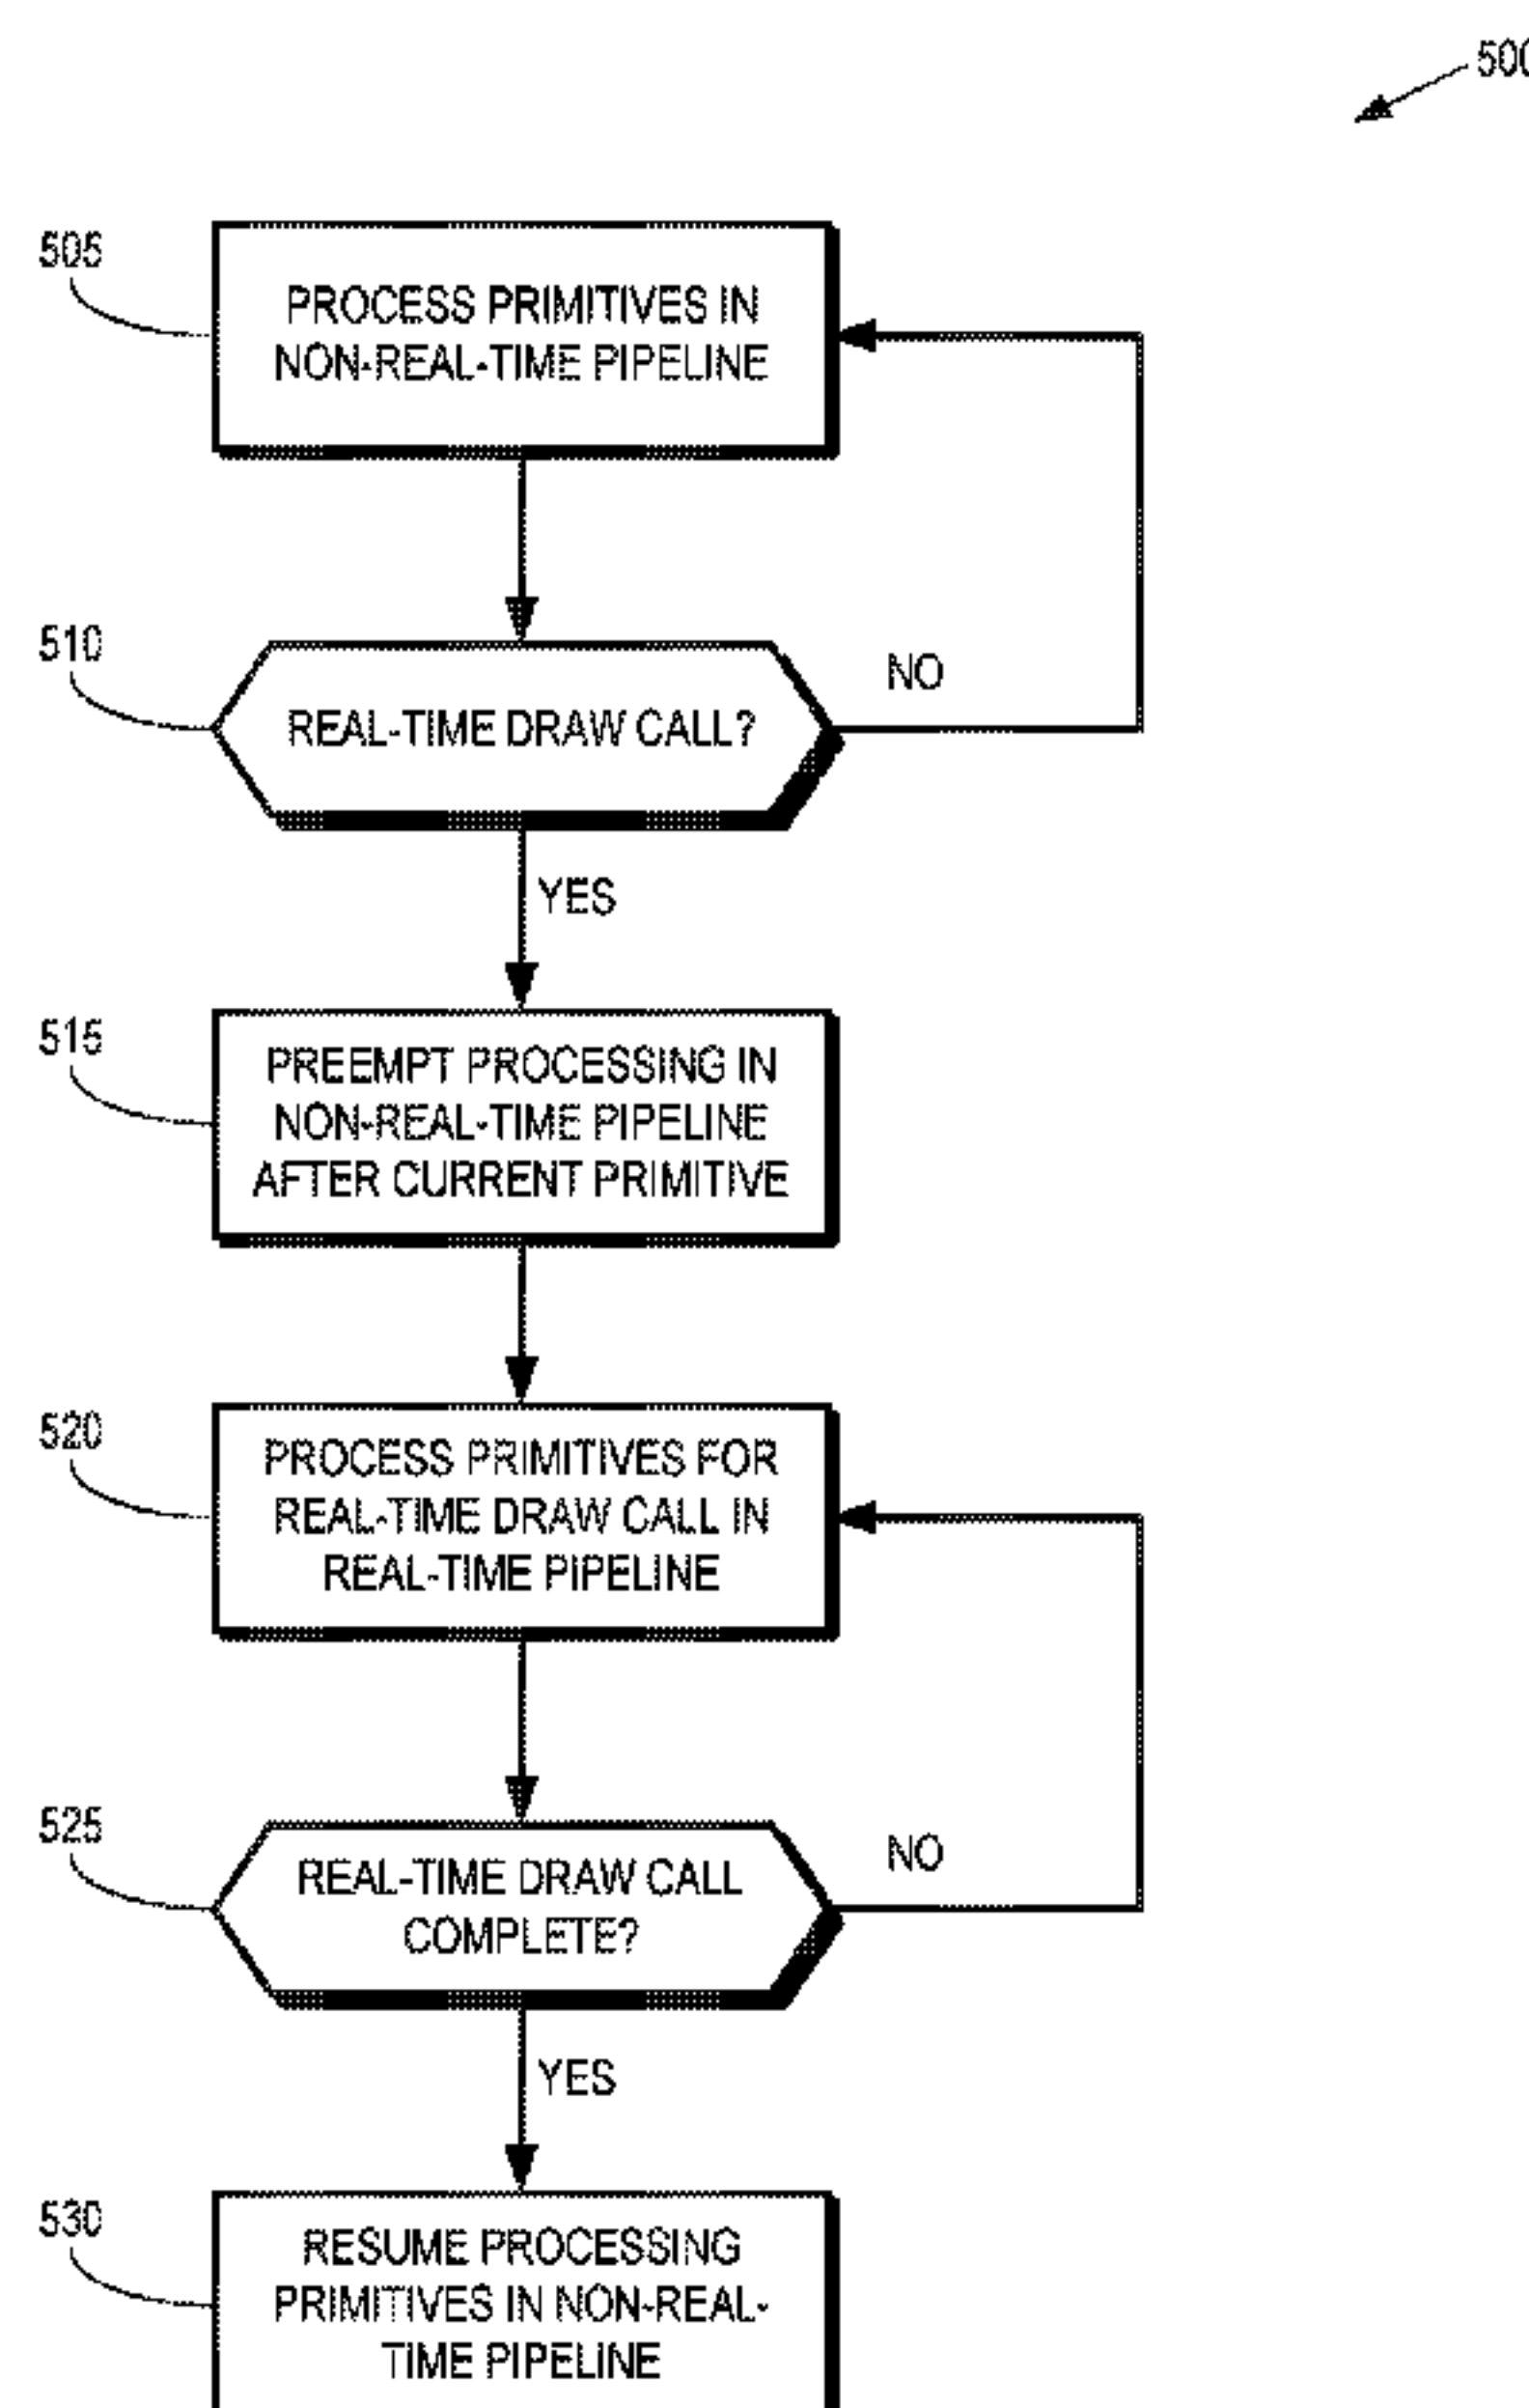 500
505
PROCESS PRIMITIVES IN
NON-REAL-TIME PIPELINE
510
REAL-TIME DRAW CALL?
NO
YES
515
PREEMPT PROCESSING IN
NON-REAL-TIME PIPELINE
AFTER CURRENT PRIMITIVE
520
PROCESS PRIMITIVES FOR
REAL-TIME DRAW CALL IN
REAL-TIME PIPELINE
525
REAL-TIME DRAW CALL
COMPLETE?
NO
YES
530
RESUME PROCESSING
PRIMITIVES IN NON-REAL-
TIME PIPELINE